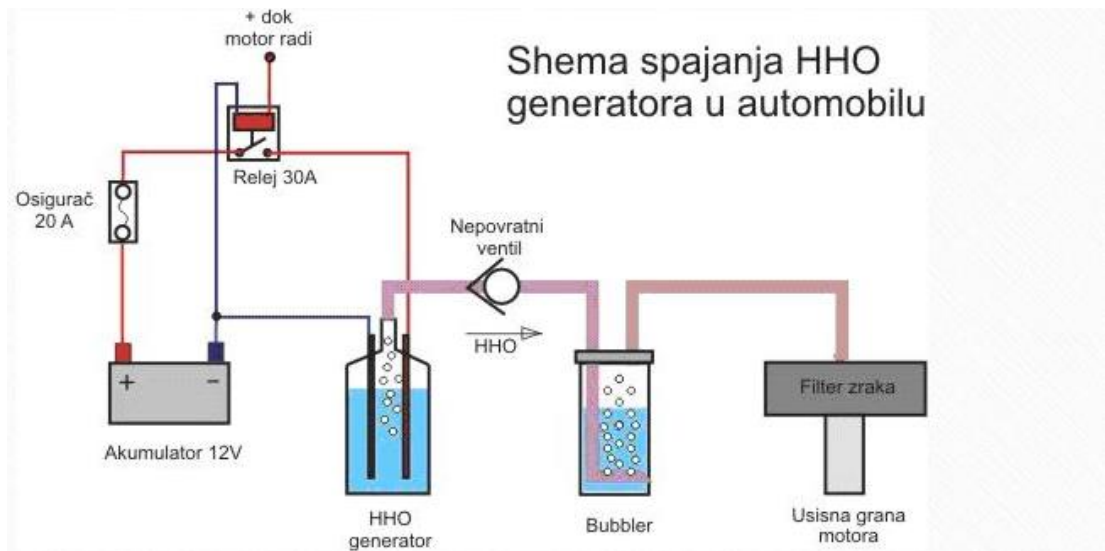 + dok
motor radi
Shema spajanja HHO
generatora u automobilu
Relej 30A
Osigurač
20 A
Nepovratni
ventil
HHO
+
−
Filter zraka
Akumulator 12V
HHO
generator
Bubbler
Usisna grana
motora